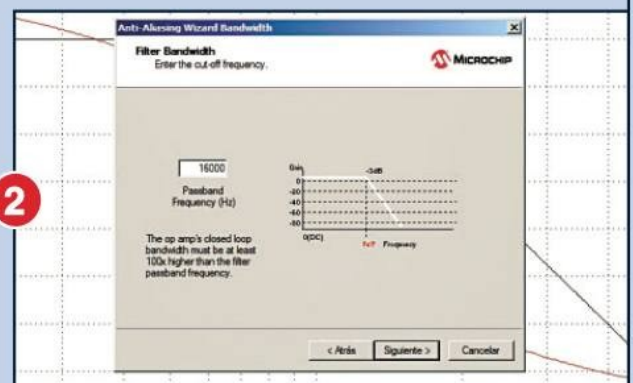 Anti-Aliasing Wizard Bandwidth
Filter Bandwidth
Enter the cut-off frequency.
MICROCHIP
2
16000
Passband
Frequency (Hz)
The op amp's closed loop
bandwidth must be at least
100x higher than the filter
passband frequency.
Gain
-3dB
0
-20
-40
-60
-80
0(DC)
Frequency
< Atrás
Siguiente >
Cancelar